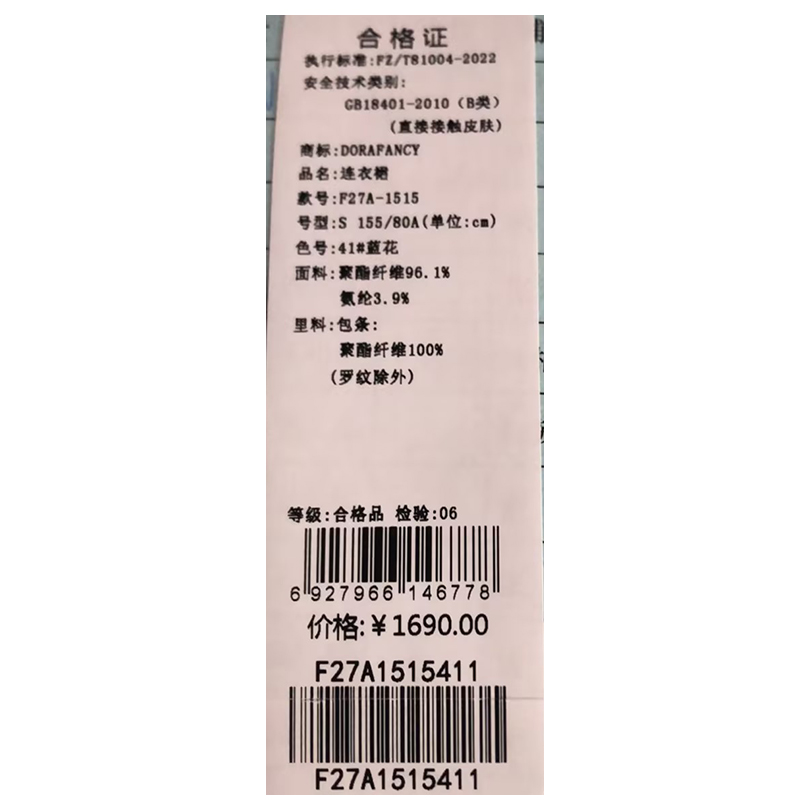 合格证
执行标准:FZ/T81004-2022
安全技术类别:
GB18401-2010（B类）
(直接接触皮肤)
商标:DORAFANCY
品名:连衣裙
款号:F27A-1515
号型:S 155/80A(单位:cm)
色号:41#蓝花
面料:聚酯纤维96.1%
氨纶3.9%
里料:包条:
聚酯纤维100%
(罗纹除外)
等级:合格品 检验:06
6 927966 146778
价格:￥1690.00
F27A1515411
F27A1515411